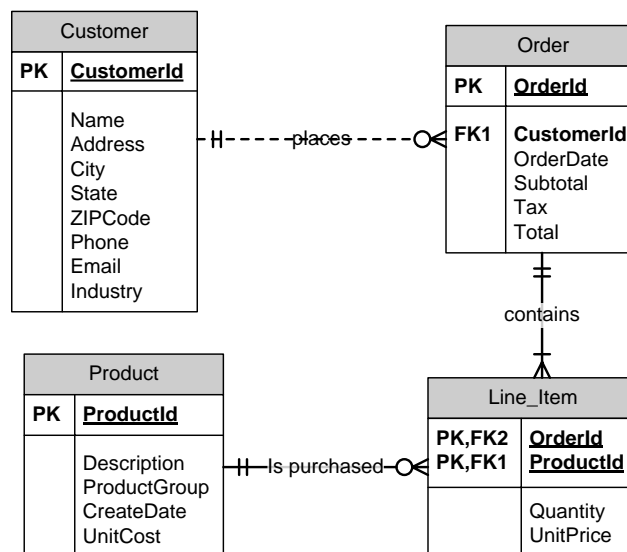 Customer
PK CustomerId
Name
Address
City
State
ZIPCode
Phone
Email
Industry
places
Order
PK OrderId
FK1 CustomerId
OrderDate
Subtotal
Tax
Total
contains
Product
PK ProductId
Description
ProductGroup
CreateDate
UnitCost
Is purchased
Line_Item
PK,FK2 OrderId
PK,FK1 ProductId
Quantity
UnitPrice